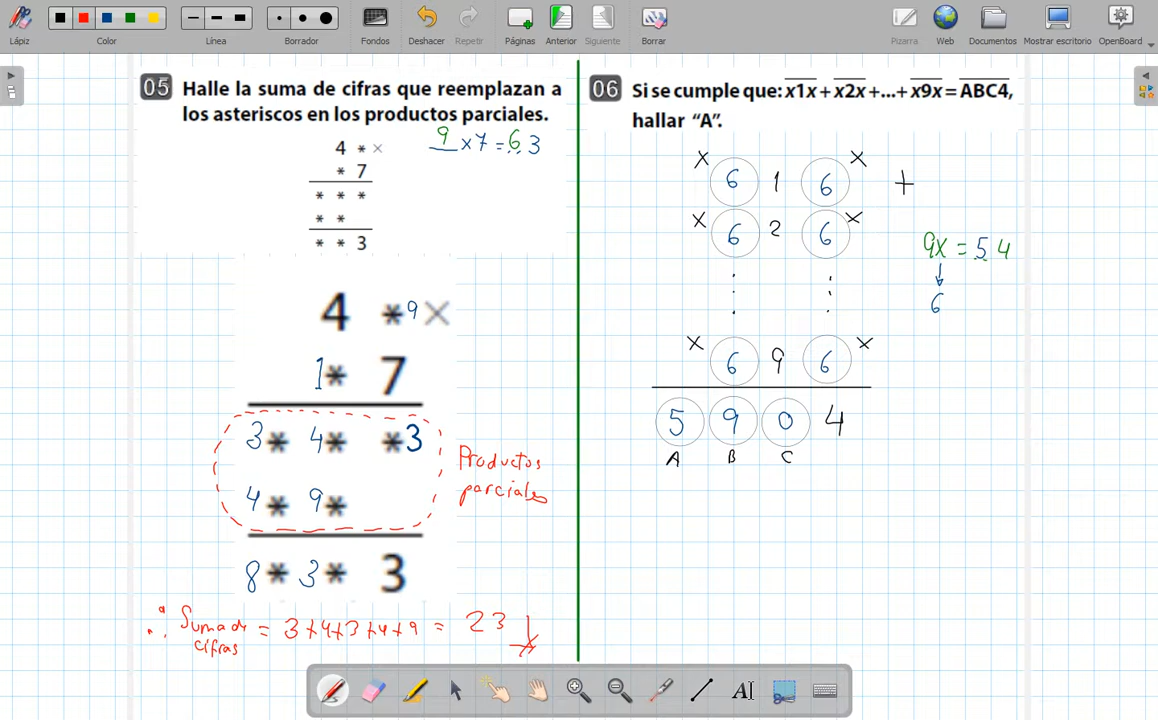 Lápiz Color Línea Borrador Fondos Deshacer Repetir Páginas Anterior Siguiente Borrar Pizarra Web Documentos Mostrar escritorio OpenBoard
05 Halle la suma de cifras que reemplazan a
los asteriscos en los productos parciales.
9 x7 = 6 3
4 * ×
* 7
* * *
* *
* * 3
4 * 9 ×
1 * 7
3 * 4 * * 3
4 * 9 *
Productos
parciales
8 * 3 * 3
∴ Suma de = 3+4+3+4+9 = 23
cifras
06 Si se cumple que: x1x + x2x +...+ x9x = ABC4,
hallar “A”.
x 6 1 6 x +
x 6 2 6 x
9x = 54
6
x 6 9 6 x
5 9 0 4
A B C
AI